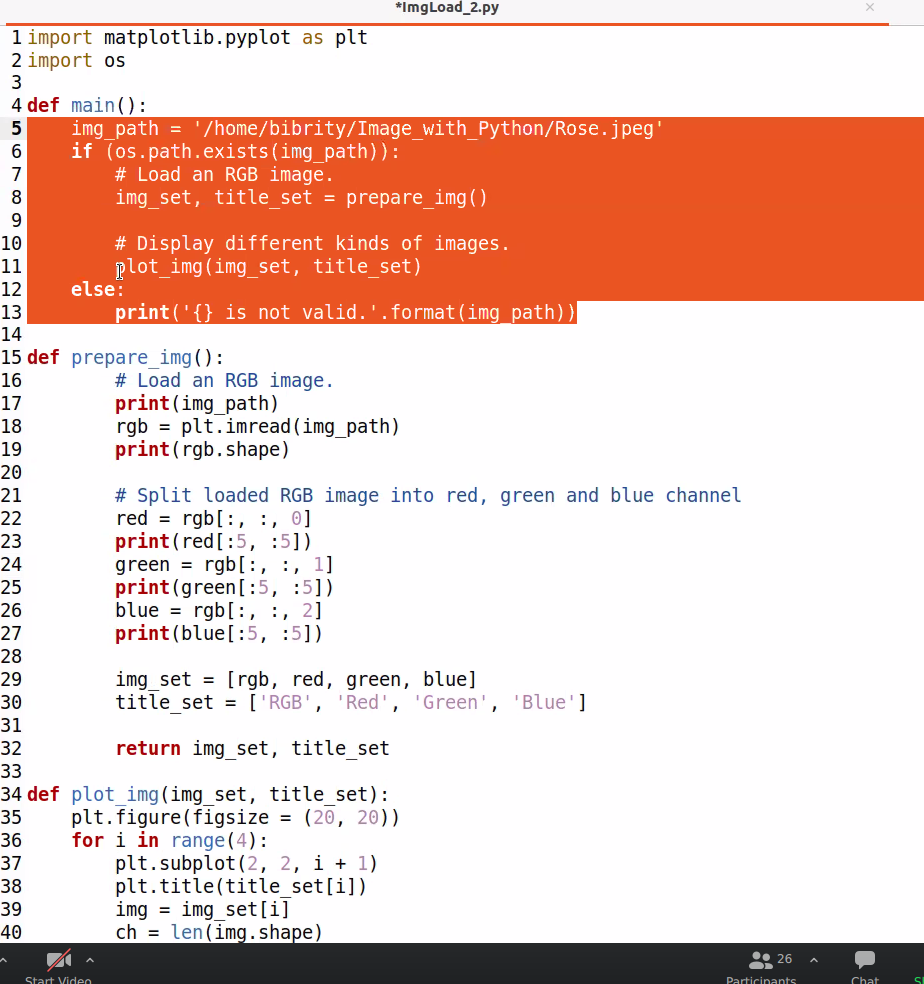 *ImgLoad_2.py ×
1 import matplotlib.pyplot as plt
2 import os
3
4 def main():
5     img_path = '/home/bibrity/Image_with_Python/Rose.jpeg'
6     if (os.path.exists(img_path)):
7         # Load an RGB image.
8         img_set, title_set = prepare_img()
9
10         # Display different kinds of images.
11         plot_img(img_set, title_set)
12     else:
13         print('{} is not valid.'.format(img_path))
14
15 def prepare_img():
16         # Load an RGB image.
17         print(img_path)
18         rgb = plt.imread(img_path)
19         print(rgb.shape)
20
21         # Split loaded RGB image into red, green and blue channel
22         red = rgb[:, :, 0]
23         print(red[:5, :5])
24         green = rgb[:, :, 1]
25         print(green[:5, :5])
26         blue = rgb[:, :, 2]
27         print(blue[:5, :5])
28
29         img_set = [rgb, red, green, blue]
30         title_set = ['RGB', 'Red', 'Green', 'Blue']
31
32         return img_set, title_set
33
34 def plot_img(img_set, title_set):
35     plt.figure(figsize = (20, 20))
36     for i in range(4):
37         plt.subplot(2, 2, i + 1)
38         plt.title(title_set[i])
39         img = img_set[i]
40         ch = len(img.shape)
26
Start Video Participants Chat